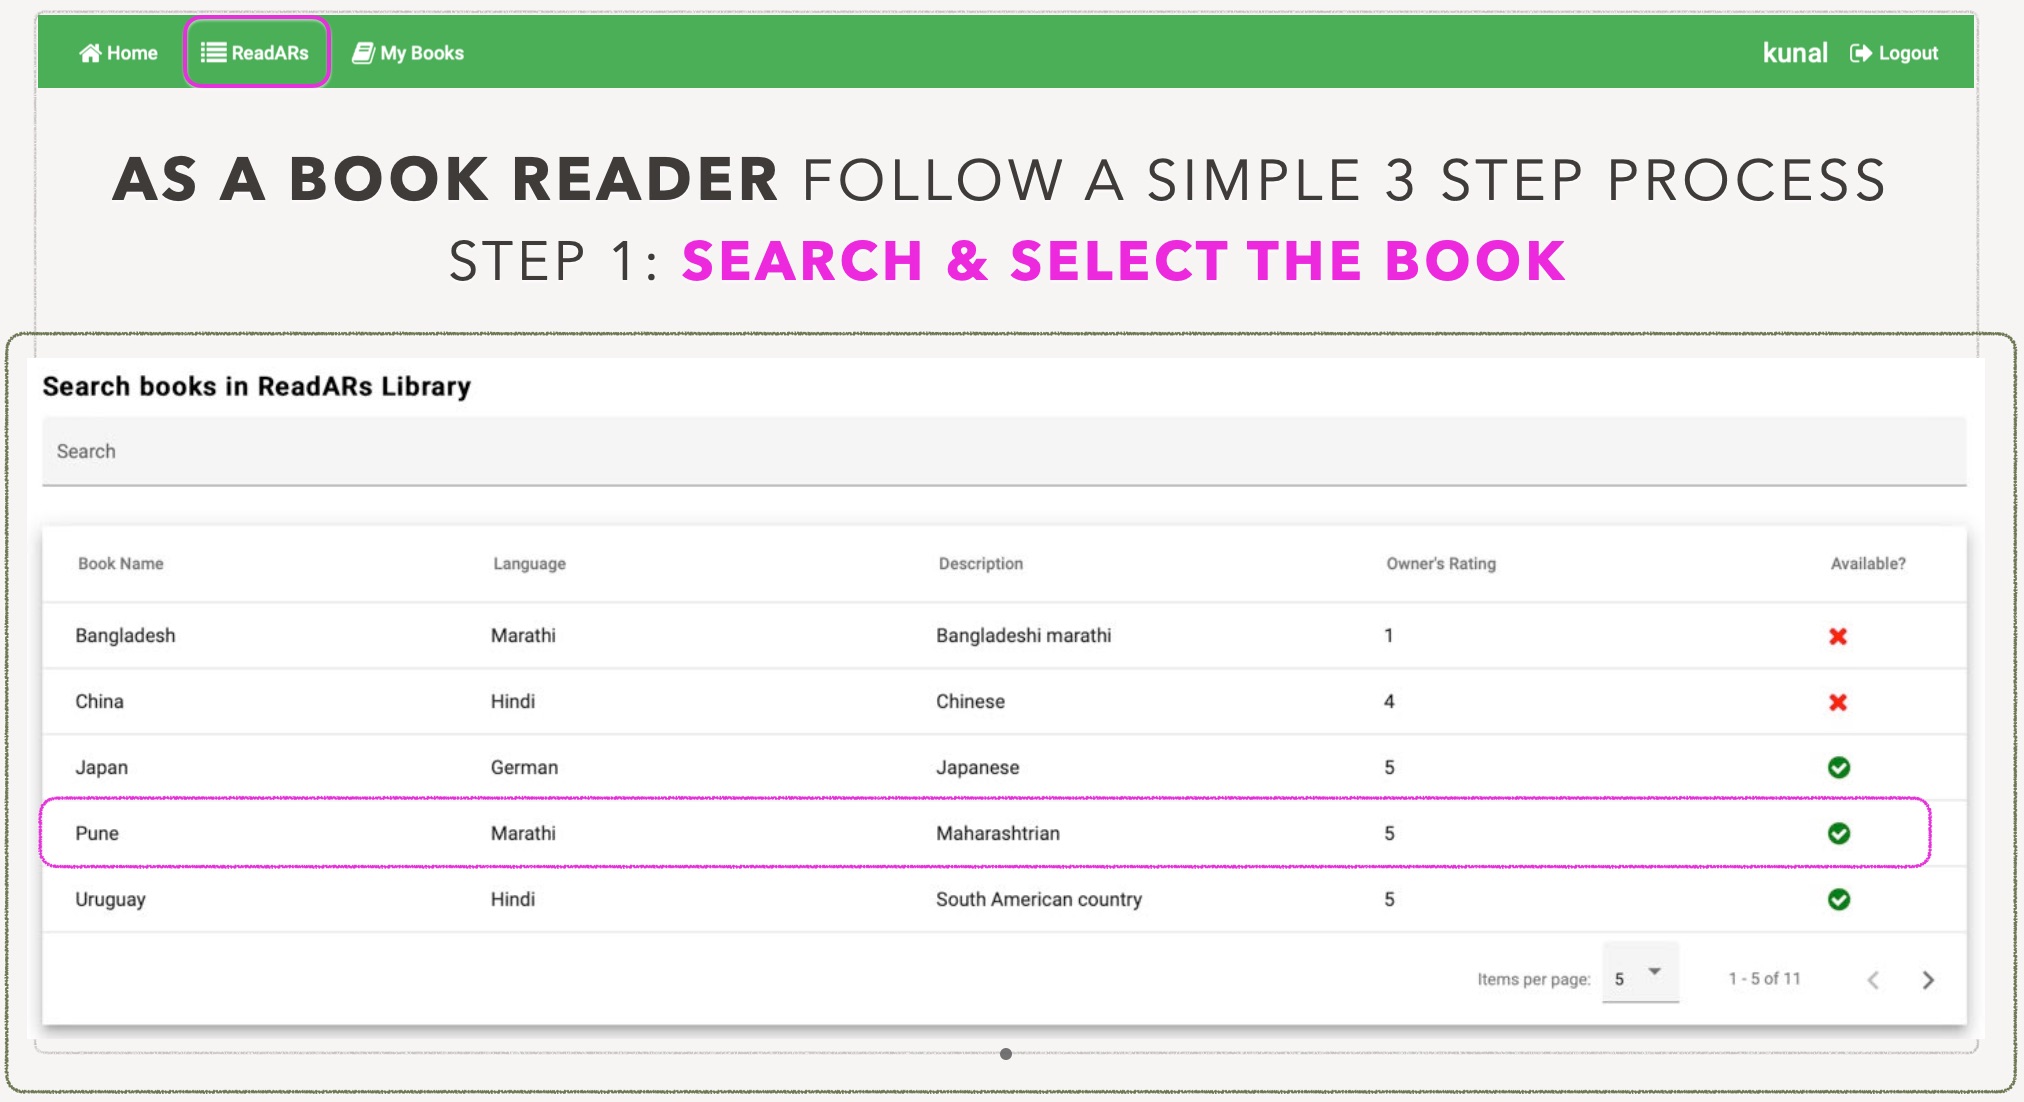 Home ReadARs My Books kunal Logout
AS A BOOK READER FOLLOW A SIMPLE 3 STEP PROCESS
STEP 1: SEARCH & SELECT THE BOOK
Search books in ReadARs Library
Search
Book Name Language Description Owner's Rating Available?
Bangladesh Marathi Bangladeshi marathi 1
China Hindi Chinese 4
Japan German Japanese 5
Pune Marathi Maharashtrian 5
Uruguay Hindi South American country 5
Items per page: 5 1 - 5 of 11